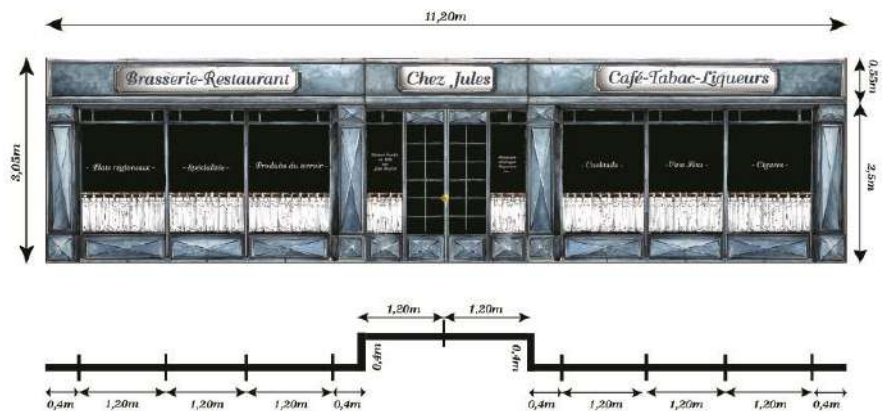 11,20m
Brasserie-Restaurant
Chez Jules
Café-Tabac-Liqueurs
0,55m
3,05m
2,5m
- Plats régionaux -
- Spécialités -
- Produits du terroir -
- Cocktails -
- Vins fins -
- Cigares -
1,20m
1,20m
0,4m
0,4m
0,4m
1,20m
1,20m
1,20m
0,4m
0,4m
1,20m
1,20m
1,20m
0,4m